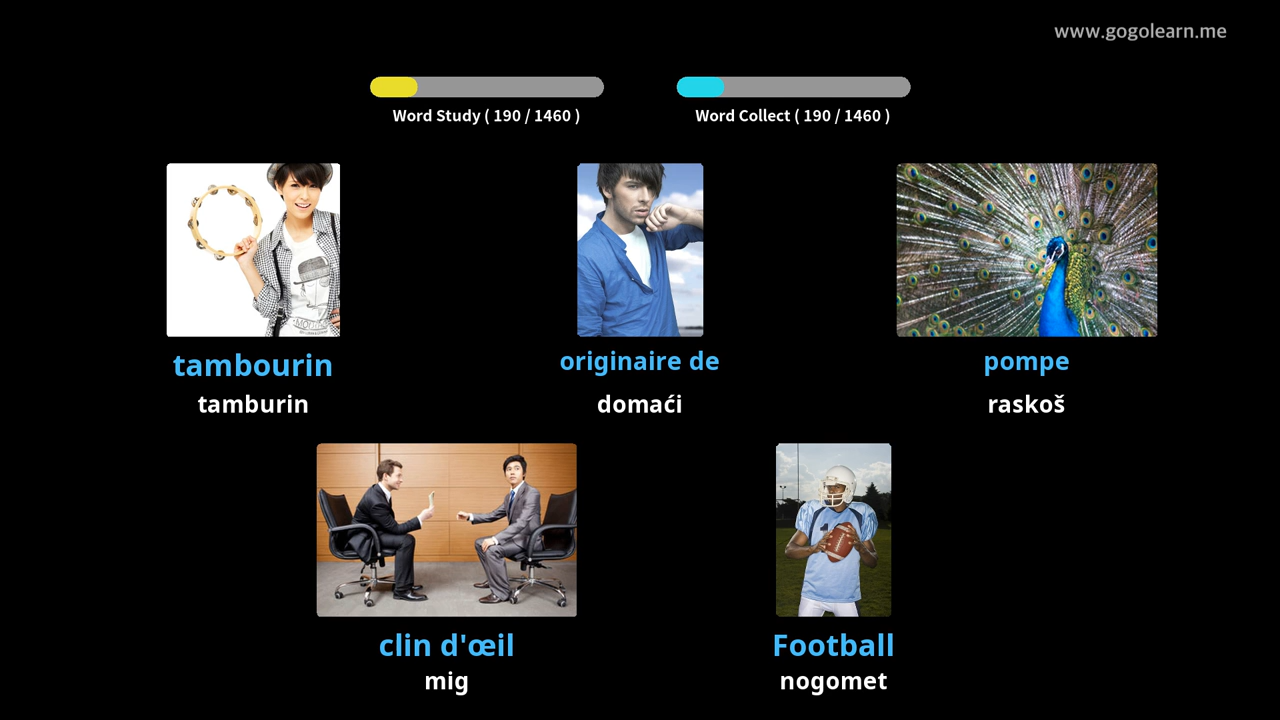 www.gogolearn.me
Word Study ( 190 / 1460 )
Word Collect ( 190 / 1460 )
tambourin
tamburin
originaire de
domaći
pompe
raskoš
clin d'œil
mig
Football
nogomet